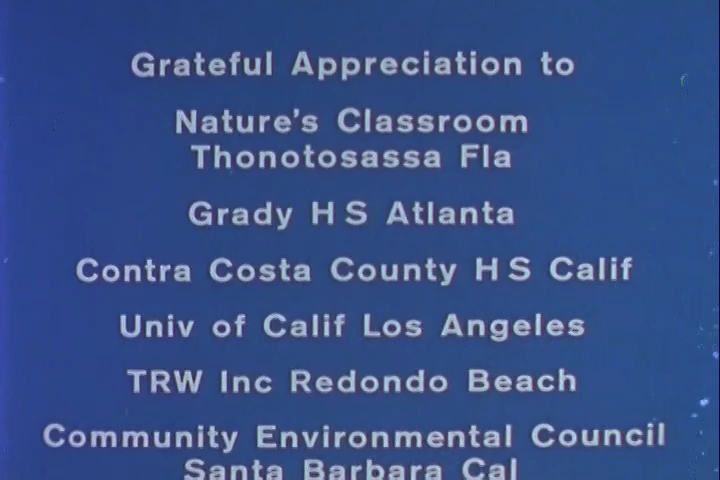 Grateful Appreciation to
Nature's Classroom
Thonotosassa Fla
Grady H S Atlanta
Contra Costa County H S Calif
Univ of Calif Los Angeles
TRW Inc Redondo Beach
Community Environmental Council
Santa Barbara Cal